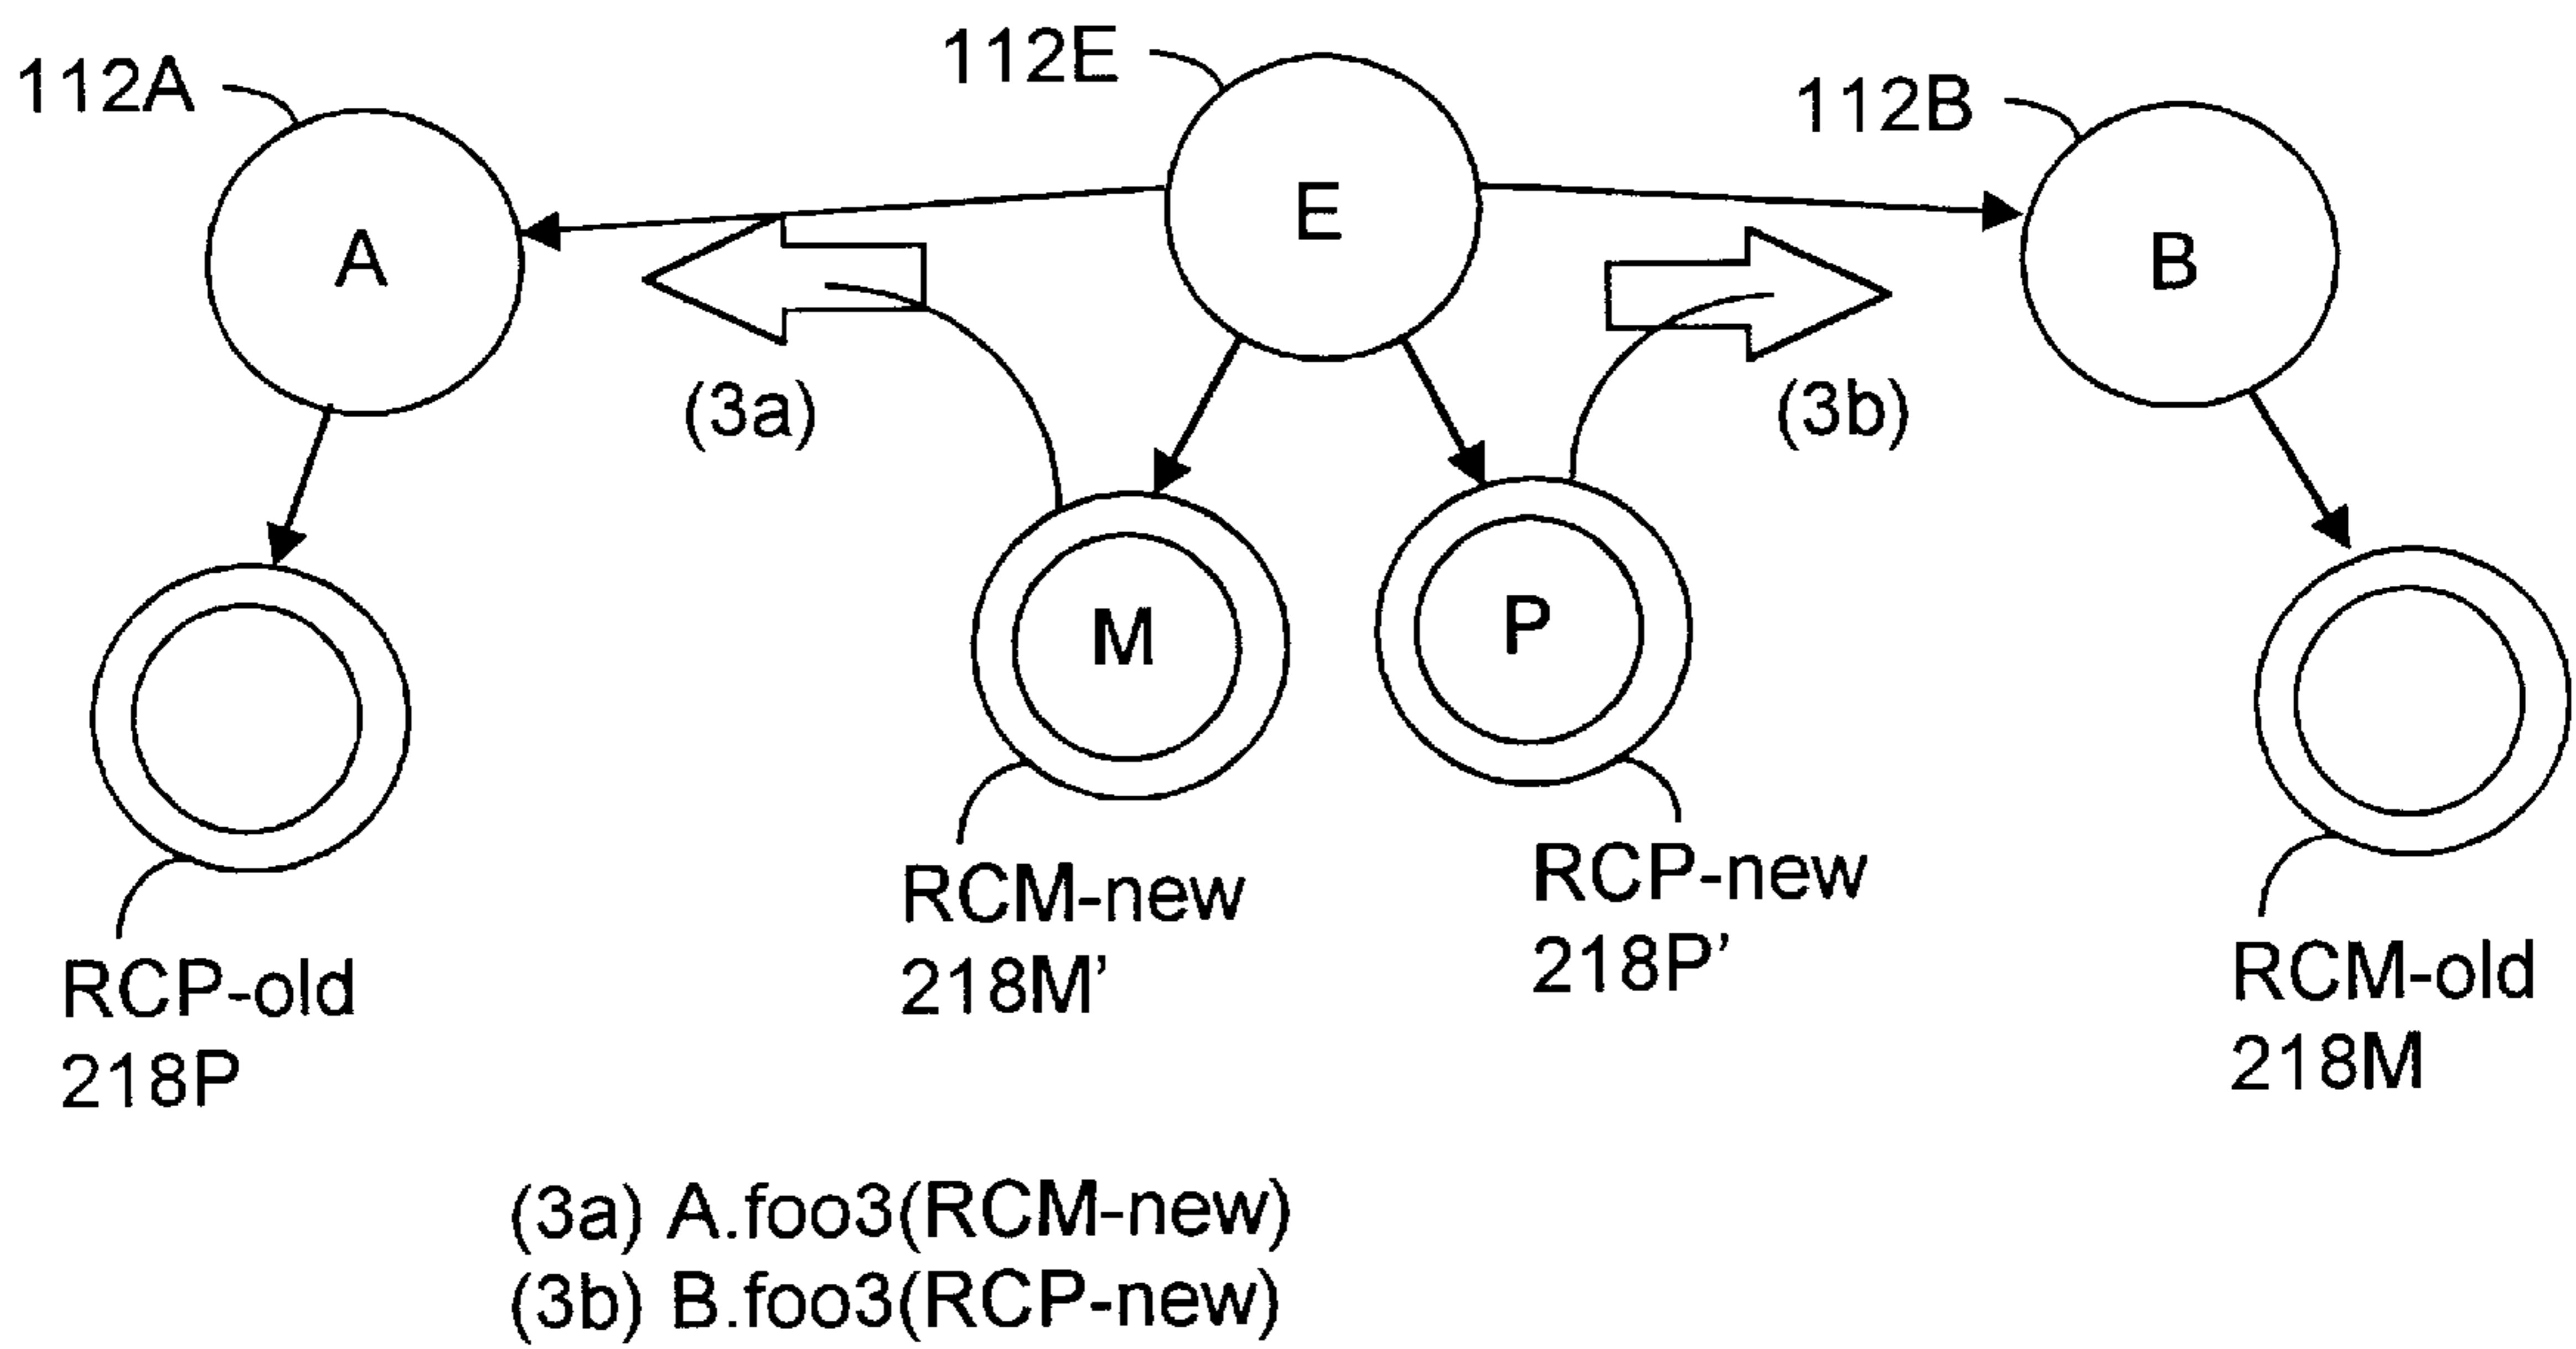 112E
112A
112B
E
A
B
(3a)
(3b)
M
P
RCM-new
218M’
RCP-new
218P’
RCP-old
218P
RCM-old
218M
(3a) A.foo3(RCM-new)
(3b) B.foo3(RCP-new)